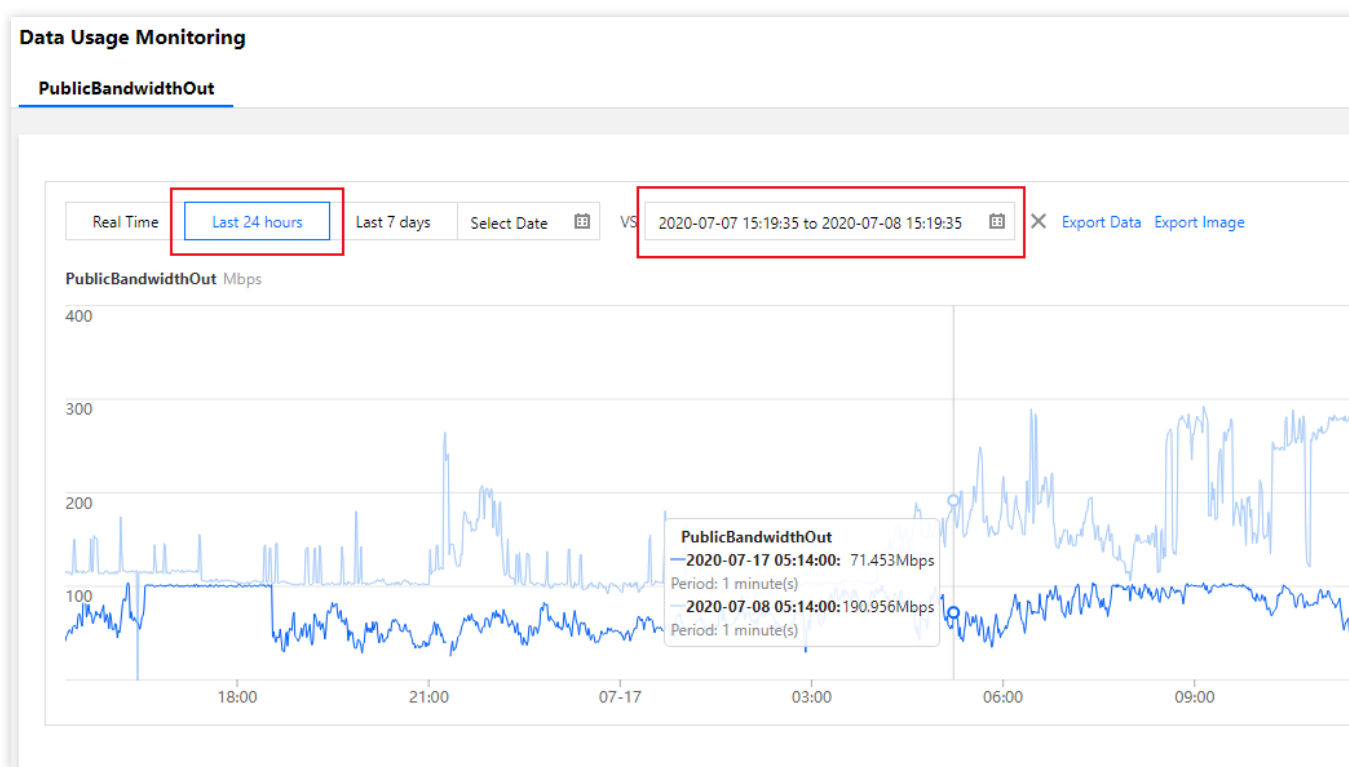 Data Usage Monitoring
PublicBandwidthOut
Real Time Last 24 hours Last 7 days Select Date VS 2020-07-07 15:19:35 to 2020-07-08 15:19:35 Export Data Export Image
PublicBandwidthOut Mbps
400
300
200
100
PublicBandwidthOut
2020-07-17 05:14:00: 71.453Mbps
Period: 1 minute(s)
2020-07-08 05:14:00:190.956Mbps
Period: 1 minute(s)
18:00 21:00 07-17 03:00 06:00 09:00